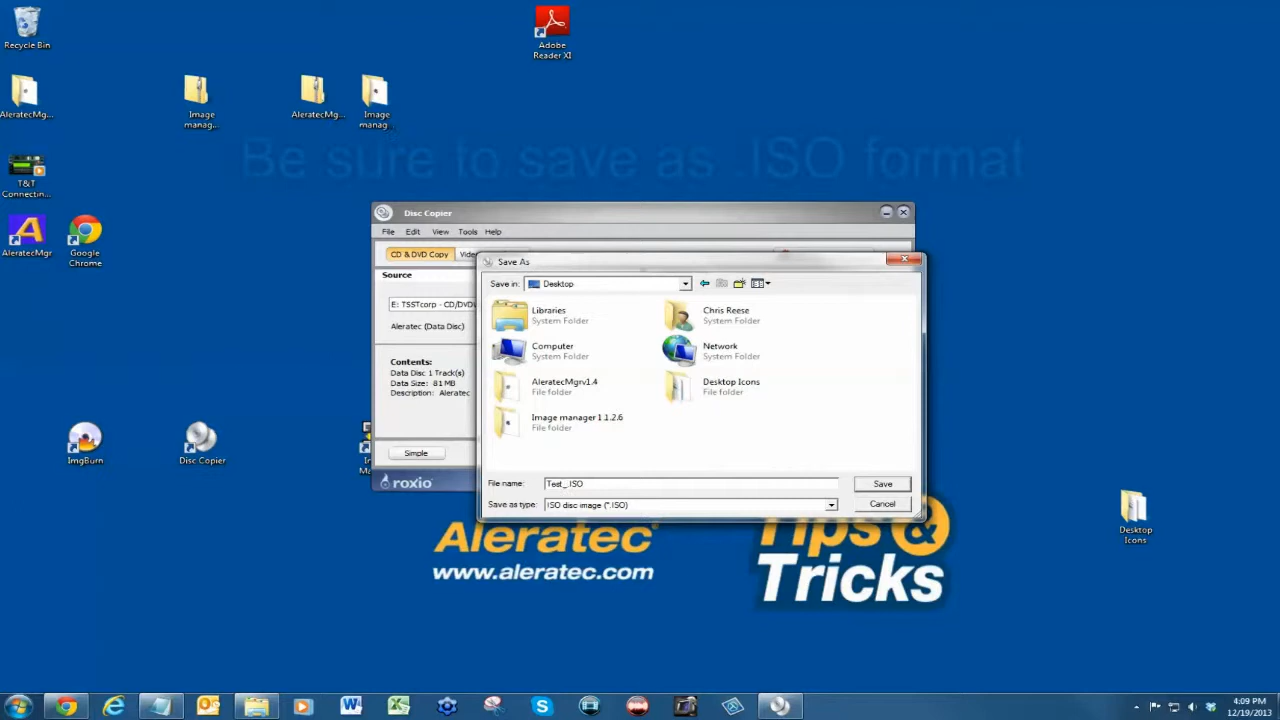 Recycle Bin
Adobe
Reader XI
AleratecMg...
Image
manag...
AleratecMg...
Image
manag...
Be sure to save as .ISO format
T&T
Connectin...
AleratecMgr
Google
Chrome
Disc Copier
File Edit View Tools Help
CD & DVD Copy
Source
E: TSSTcorp - CD/DVD
Aleratec (Data Disc)
Contents:
Data Disc 1 Track(s)
Data Size: 81 MB
Description: Aleratec
Simple
roxio
Save As
Save in: Desktop
Libraries
System Folder
Chris Reese
System Folder
Computer
System Folder
Network
System Folder
AleratecMgrv1.4
File folder
Desktop Icons
File folder
Image manager 1.1.2.6
File folder
File name: Test_.ISO Save
Save as type: ISO disc image (*.ISO) Cancel
ImgBurn
Disc Copier
Desktop
Icons
Aleratec
www.aleratec.com
Tips &
Tricks
4:09 PM
12/19/2013